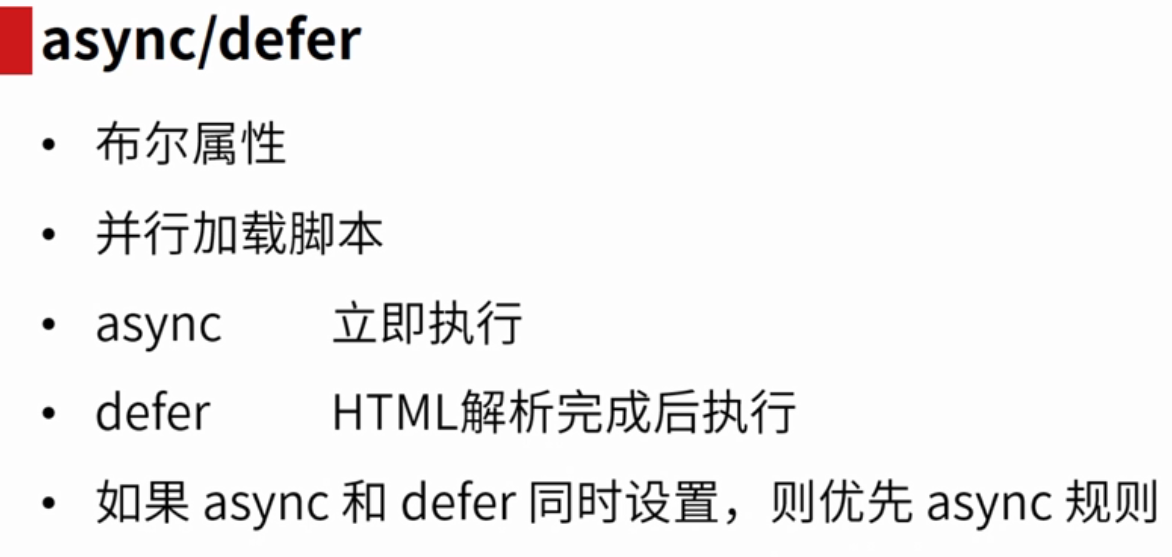 async/defer
• 布尔属性
• 并行加载脚本
• async 立即执行
• defer HTML解析完成后执行
• 如果 async 和 defer 同时设置，则优先 async 规则